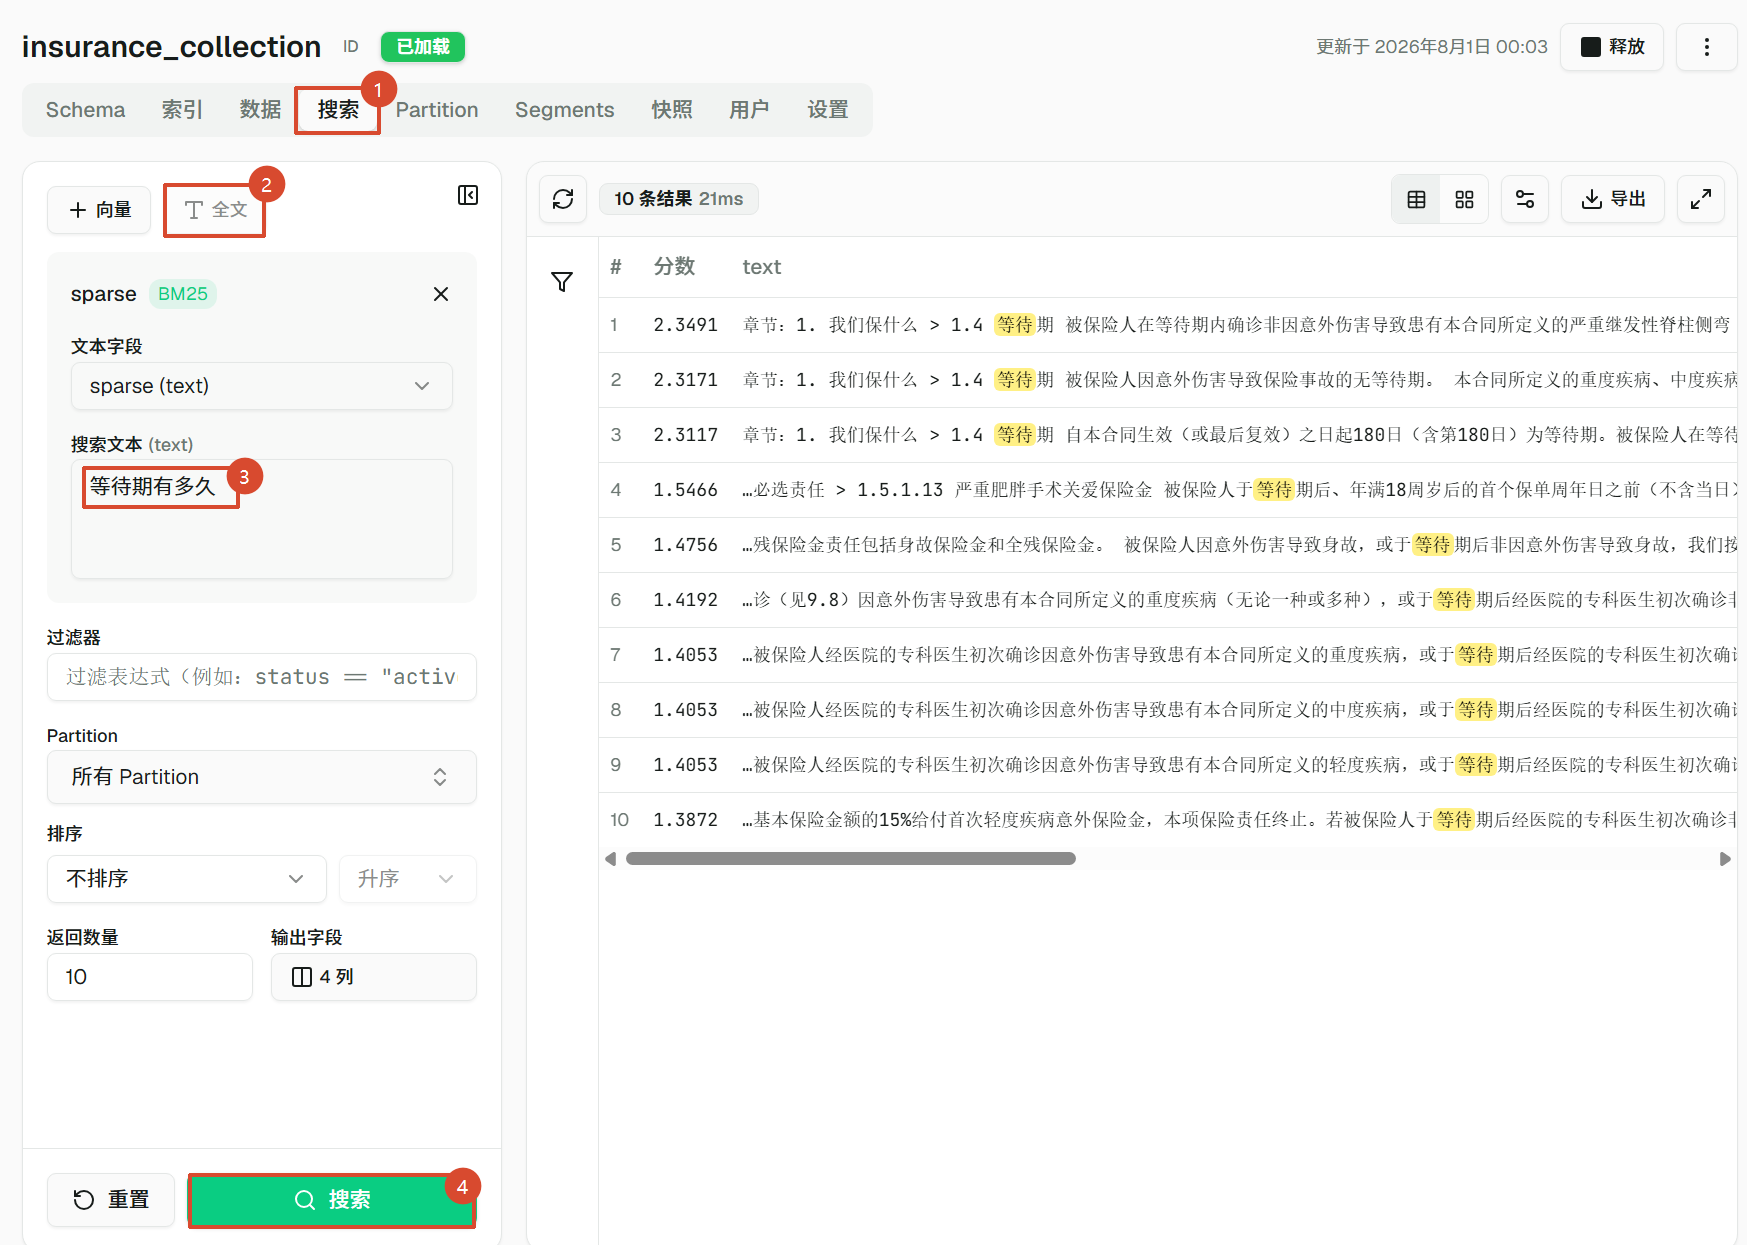 insurance_collection ID 已加载 更新于 2026年8月1日 00:03 释放
Schema 索引 数据 搜索 1 Partition Segments 快照 用户 设置
向量 全文 2
sparse BM25
文本字段
sparse (text)
搜索文本 (text)
等待期有多久 3
过滤器
过滤表达式（例如：status == "activ
Partition
所有 Partition
排序
不排序 升序
返回数量 输出字段
10 4 列
重置 搜索 4
10 条结果 21ms 导出
# 分数 text
1 2.3491 章节：1. 我们保什么 > 1.4 等待期 被保险人在等待期内确诊非因意外伤害导致患有本合同所定义的严重继发性脊柱侧弯
2 2.3171 章节：1. 我们保什么 > 1.4 等待期 被保险人因意外伤害导致保险事故的无等待期。 本合同所定义的重度疾病、中度疾病
3 2.3117 章节：1. 我们保什么 > 1.4 等待期 自本合同生效（或最后复效）之日起180日（含第180日）为等待期。被保险人在等待
4 1.5466 …必选责任 > 1.5.1.13 严重肥胖手术关爱保险金 被保险人于等待期后、年满18周岁后的首个保单周年日之前（不含当日）
5 1.4756 …残保险金责任包括身故保险金和全残保险金。 被保险人因意外伤害导致身故，或于等待期后非因意外伤害导致身故，我们按
6 1.4192 …诊（见9.8）因意外伤害导致患有本合同所定义的重度疾病（无论一种或多种），或于等待期后经医院的专科医生初次确诊非
7 1.4053 …被保险人经医院的专科医生初次确诊因意外伤害导致患有本合同所定义的重度疾病，或于等待期后经医院的专科医生初次确诊
8 1.4053 …被保险人经医院的专科医生初次确诊因意外伤害导致患有本合同所定义的中度疾病，或于等待期后经医院的专科医生初次确诊
9 1.4053 …被保险人经医院的专科医生初次确诊因意外伤害导致患有本合同所定义的轻度疾病，或于等待期后经医院的专科医生初次确诊
10 1.3872 …基本保险金额的15%给付首次轻度疾病意外保险金，本项保险责任终止。若被保险人于等待期后经医院的专科医生初次确诊非